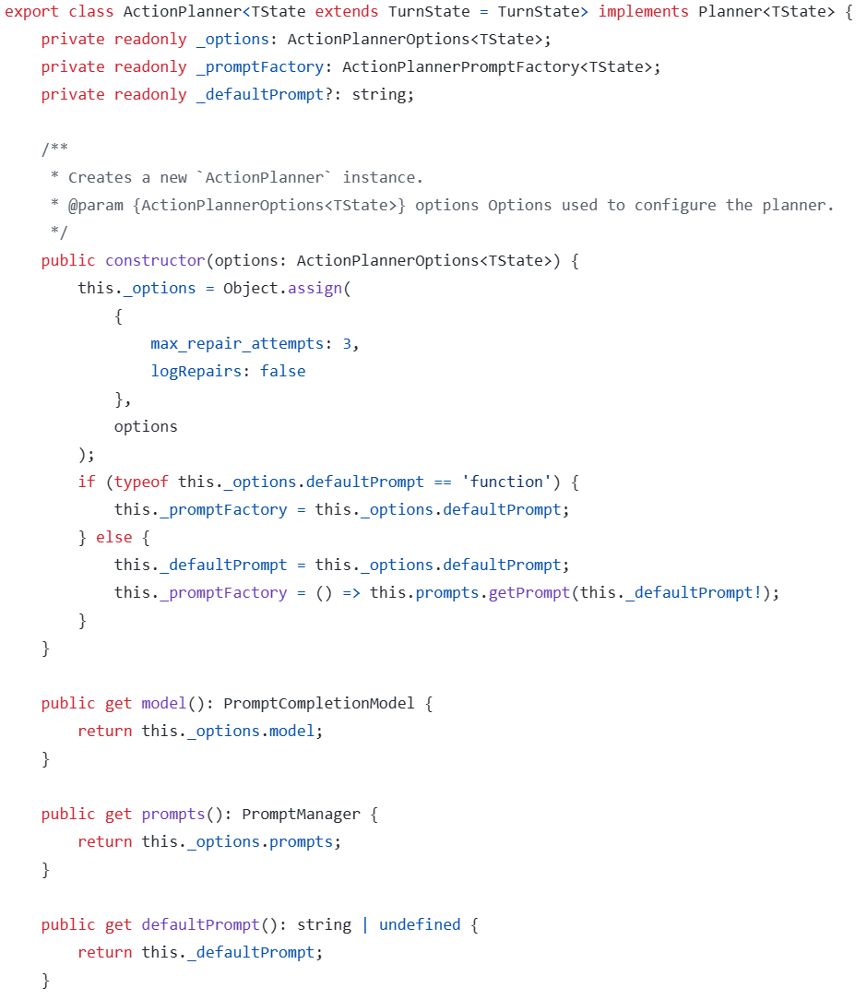 export class ActionPlanner<TState extends TurnState = TurnState> implements Planner<TState> {
    private readonly _options: ActionPlannerOptions<TState>;
    private readonly _promptFactory: ActionPlannerPromptFactory<TState>;
    private readonly _defaultPrompt?: string;

    /**
     * Creates a new `ActionPlanner` instance.
     * @param {ActionPlannerOptions<TState>} options Options used to configure the planner.
     */
    public constructor(options: ActionPlannerOptions<TState>) {
        this._options = Object.assign(
            {
                max_repair_attempts: 3,
                logRepairs: false
            },
            options
        );
        if (typeof this._options.defaultPrompt == 'function') {
            this._promptFactory = this._options.defaultPrompt;
        } else {
            this._defaultPrompt = this._options.defaultPrompt;
            this._promptFactory = () => this.prompts.getPrompt(this._defaultPrompt!);
        }
    }

    public get model(): PromptCompletionModel {
        return this._options.model;
    }

    public get prompts(): PromptManager {
        return this._options.prompts;
    }

    public get defaultPrompt(): string | undefined {
        return this._defaultPrompt;
    }